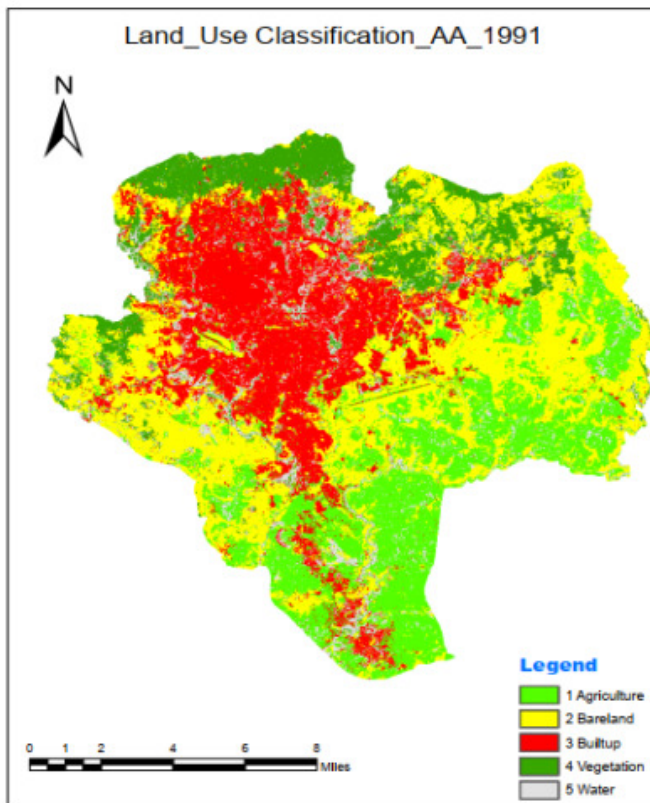 Land_Use Classification_AA_1991
N
Legend
1 Agriculture
2 Bareland
3 Builtup
4 Vegetation
5 Water
0 1 2 4 6 8
Miles